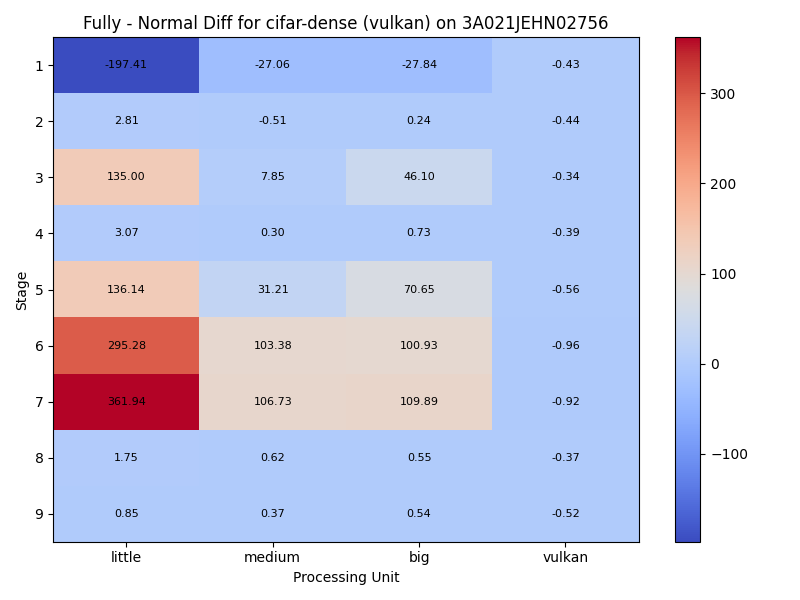 Fully - Normal Diff for cifar-dense (vulkan) on 3A021JEHN02756
1 -197.41 -27.06 -27.84 -0.43
2 2.81 -0.51 0.24 -0.44
3 135.00 7.85 46.10 -0.34
4 3.07 0.30 0.73 -0.39
5 136.14 31.21 70.65 -0.56
6 295.28 103.38 100.93 -0.96
7 361.94 106.73 109.89 -0.92
8 1.75 0.62 0.55 -0.37
9 0.85 0.37 0.54 -0.52
little medium big vulkan
Processing Unit
Stage
300
200
100
0
−100